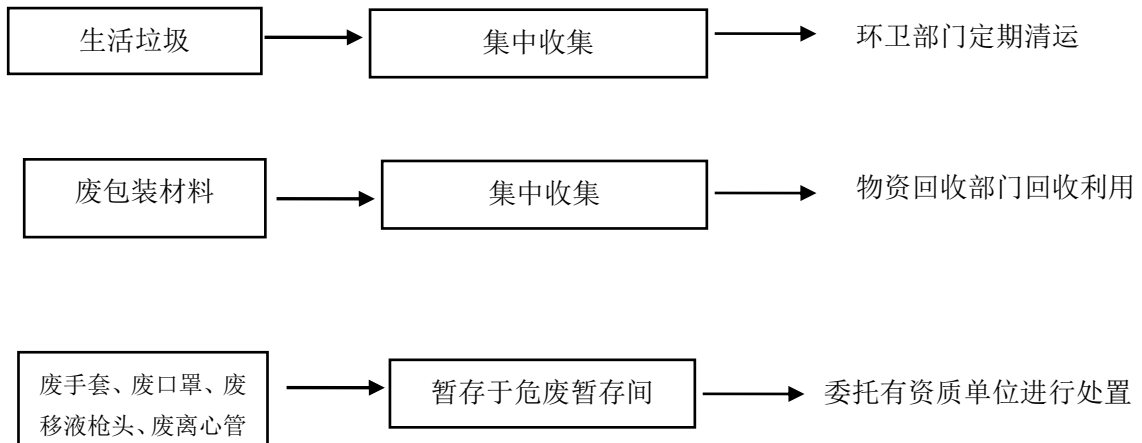 生活垃圾
集中收集
环卫部门定期清运
废包装材料
集中收集
物资回收部门回收利用
废手套、废口罩、废
移液枪头、废离心管
暂存于危废暂存间
委托有资质单位进行处置